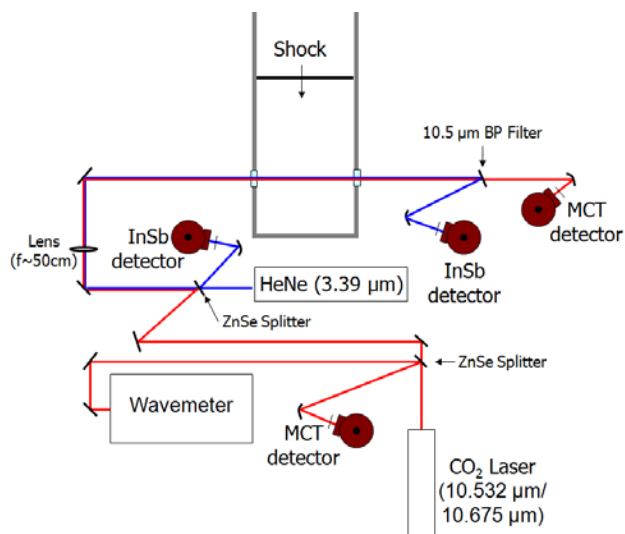 Shock
10.5 μm BP Filter
MCT
detector
InSb
detector
Lens
(f~50cm)
InSb
detector
HeNe (3.39 μm)
ZnSe Splitter
ZnSe Splitter
Wavemeter
MCT
detector
CO₂ Laser
(10.532 μm/
10.675 μm)